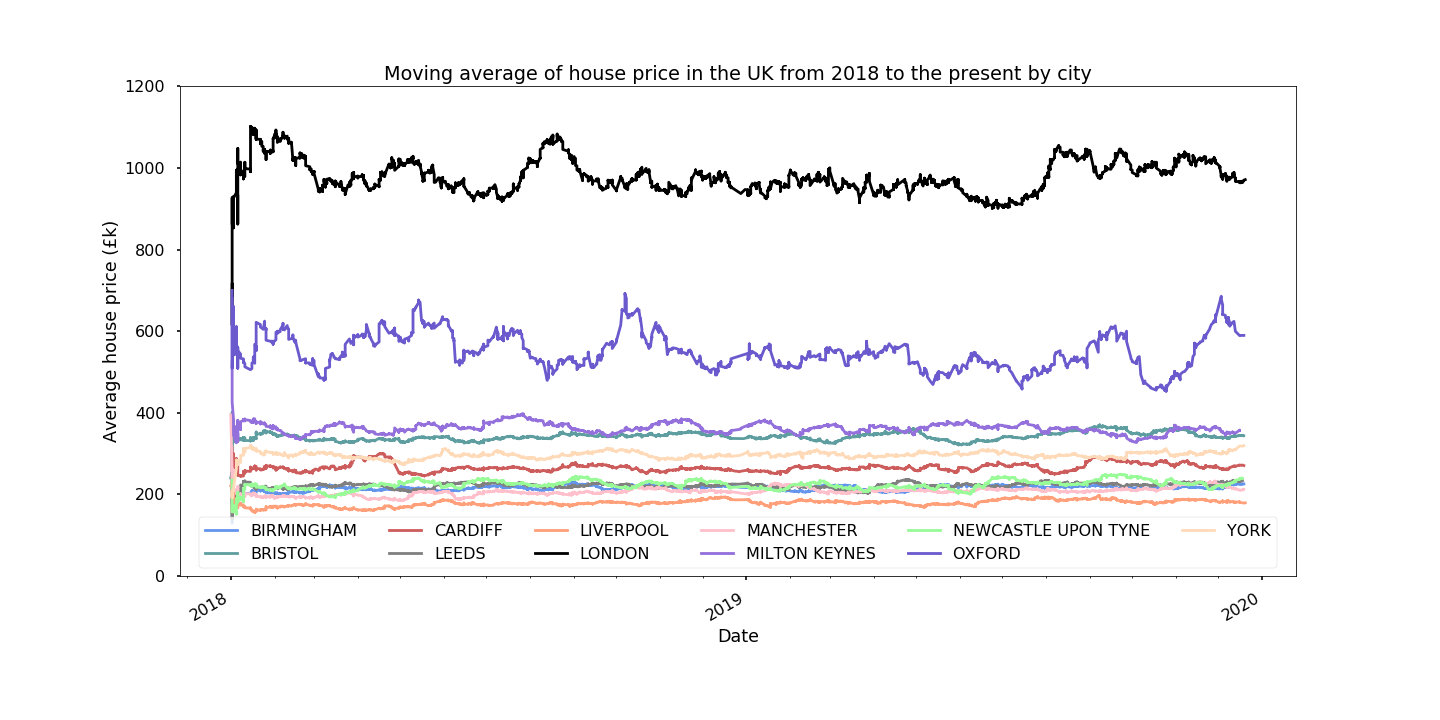 Moving average of house price in the UK from 2018 to the present by city
1200
1000
800
600
400
200
0
Average house price (£k)
BIRMINGHAM CARDIFF LIVERPOOL MANCHESTER NEWCASTLE UPON TYNE YORK
BRISTOL LEEDS LONDON MILTON KEYNES OXFORD
2018 2019 2020
Date